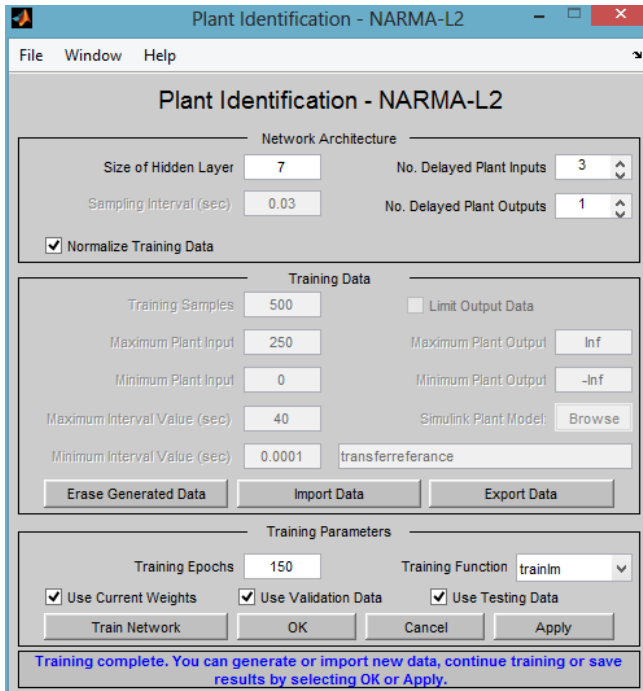 Plant Identification - NARMA-L2
File Window Help
Plant Identification - NARMA-L2
Network Architecture
Size of Hidden Layer 7 No. Delayed Plant Inputs 3
Sampling Interval (sec) 0.03 No. Delayed Plant Outputs 1
Normalize Training Data
Training Data
Training Samples 500 Limit Output Data
Maximum Plant Input 250 Maximum Plant Output Inf
Minimum Plant Input 0 Minimum Plant Output -Inf
Maximum Interval Value (sec) 40 Simulink Plant Model: Browse
Minimum Interval Value (sec) 0.0001 transferreferance
Erase Generated Data Import Data Export Data
Training Parameters
Training Epochs 150 Training Function trainlm
Use Current Weights Use Validation Data Use Testing Data
Train Network OK Cancel Apply
Training complete. You can generate or import new data, continue training or save
results by selecting OK or Apply.